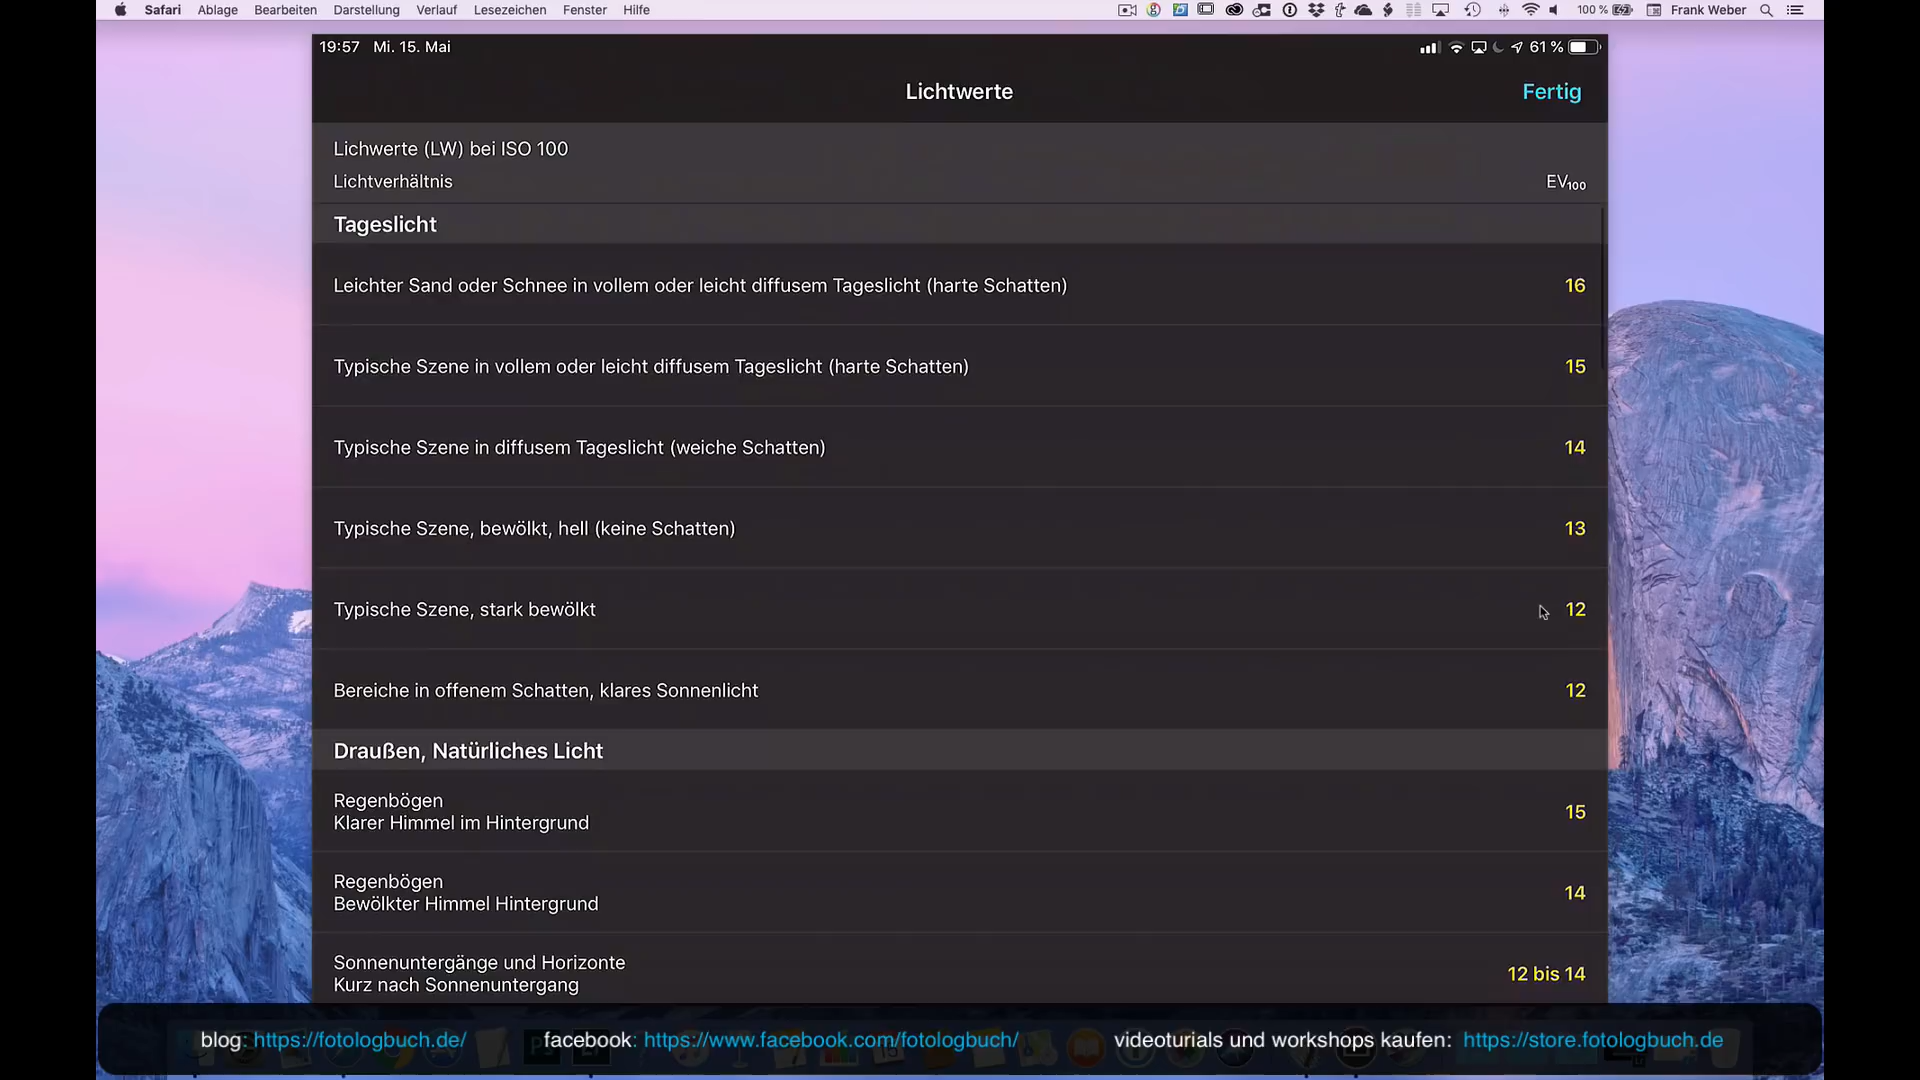 Safari Ablage Bearbeiten Darstellung Verlauf Lesezeichen Fenster Hilfe 100 % Frank Weber
19:57 Mi. 15. Mai 61 %
Lichtwerte Fertig
Lichwerte (LW) bei ISO 100
Lichtverhältnis EV₁₀₀
Tageslicht
Leichter Sand oder Schnee in vollem oder leicht diffusem Tageslicht (harte Schatten) 16
Typische Szene in vollem oder leicht diffusem Tageslicht (harte Schatten) 15
Typische Szene in diffusem Tageslicht (weiche Schatten) 14
Typische Szene, bewölkt, hell (keine Schatten) 13
Typische Szene, stark bewölkt 12
Bereiche in offenem Schatten, klares Sonnenlicht 12
Draußen, Natürliches Licht
Regenbögen
Klarer Himmel im Hintergrund 15
Regenbögen
Bewölkter Himmel Hintergrund 14
Sonnenuntergänge und Horizonte
Kurz nach Sonnenuntergang 12 bis 14
blog: https://fotologbuch.de/ facebook: https://www.facebook.com/fotologbuch/ videoturials und workshops kaufen: https://store.fotologbuch.de